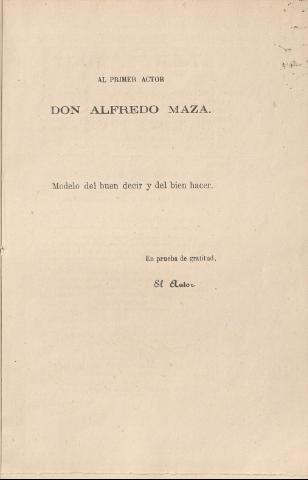 AL PRIMER ACTOR
DON ALFREDO MAZA.
Modelo del buen decir y del bien hacer.
En prueba de gratitud,
El Autor